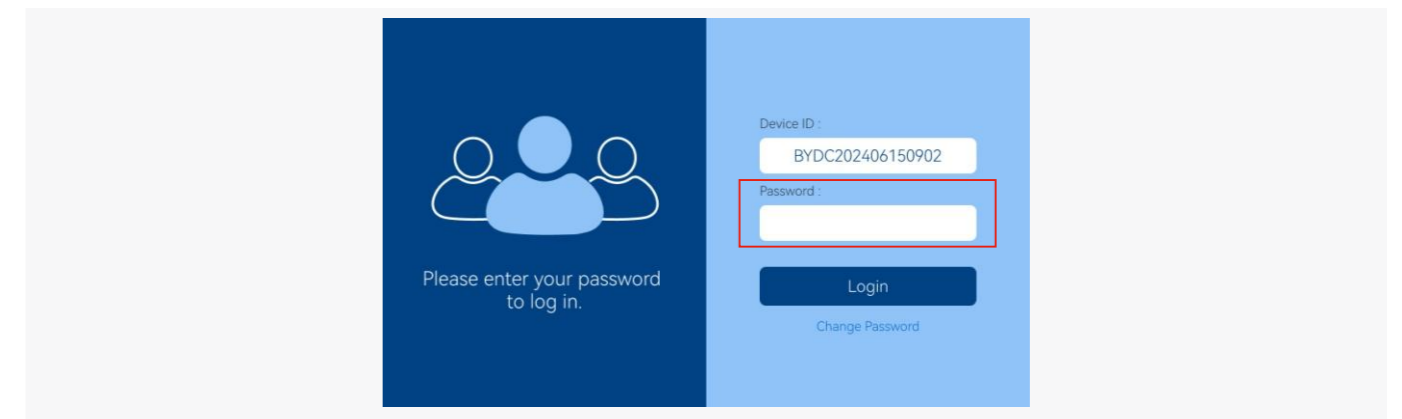 Please enter your password
to log in.
Device ID :
BYDC202406150902
Password :
Login
Change Password